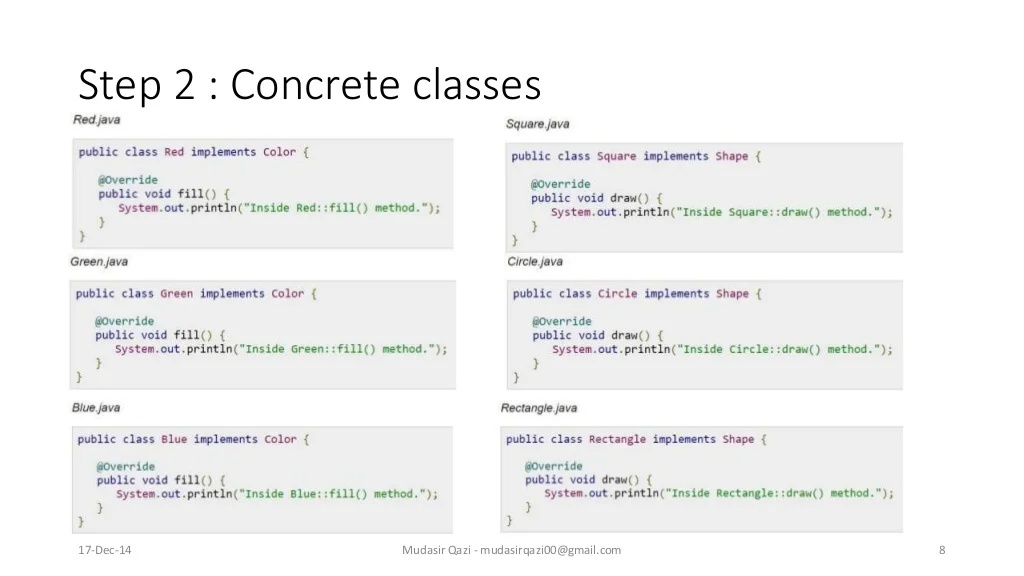 Step 2 : Concrete classes
Red.java
public class Red implements Color {
@Override
public void fill() {
System.out.println("Inside Red::fill() method.");
}
}
Green.java
public class Green implements Color {
@Override
public void fill() {
System.out.println("Inside Green::fill() method.");
}
}
Blue.java
public class Blue implements Color {
@Override
public void fill() {
System.out.println("Inside Blue::fill() method.");
}
}
Square.java
public class Square implements Shape {
@Override
public void draw() {
System.out.println("Inside Square::draw() method.");
}
}
Circle.java
public class Circle implements Shape {
@Override
public void draw() {
System.out.println("Inside Circle::draw() method.");
}
}
Rectangle.java
public class Rectangle implements Shape {
@Override
public void draw() {
System.out.println("Inside Rectangle::draw() method.");
}
}
17-Dec-14
Mudasir Qazi - mudasirqazi00@gmail.com
8